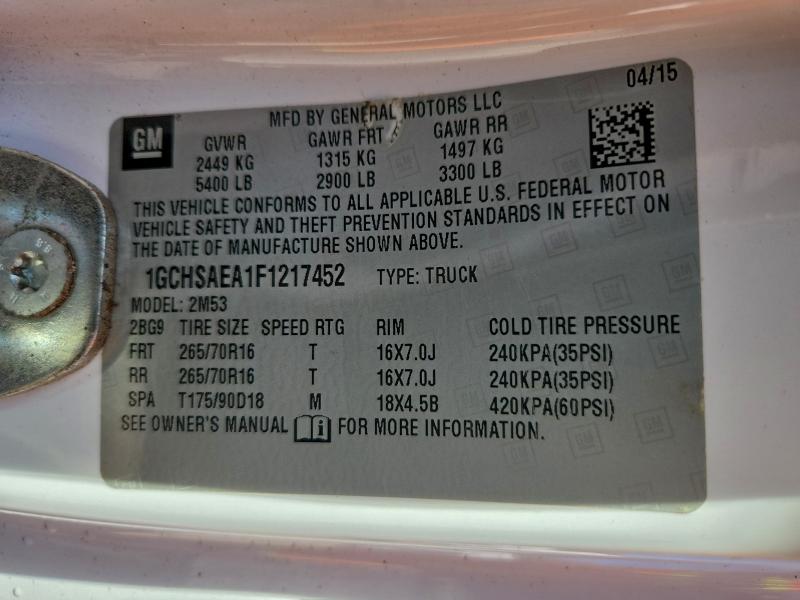 04/15
MFD BY GENERAL MOTORS LLC
GM
GVWR GAWR FRT GAWR RR
2449 KG 1315 KG 1497 KG
5400 LB 2900 LB 3300 LB
THIS VEHICLE CONFORMS TO ALL APPLICABLE U.S. FEDERAL MOTOR
VEHICLE SAFETY AND THEFT PREVENTION STANDARDS IN EFFECT ON
THE DATE OF MANUFACTURE SHOWN ABOVE.
1GCHSAEA1F1217452 TYPE: TRUCK
MODEL: 2M53
2BG9 TIRE SIZE SPEED RTG RIM COLD TIRE PRESSURE
FRT 265/70R16 T 16X7.0J 240KPA(35PSI)
RR 265/70R16 T 16X7.0J 240KPA(35PSI)
SPA T175/90D18 M 18X4.5B 420KPA(60PSI)
SEE OWNER'S MANUAL FOR MORE INFORMATION.